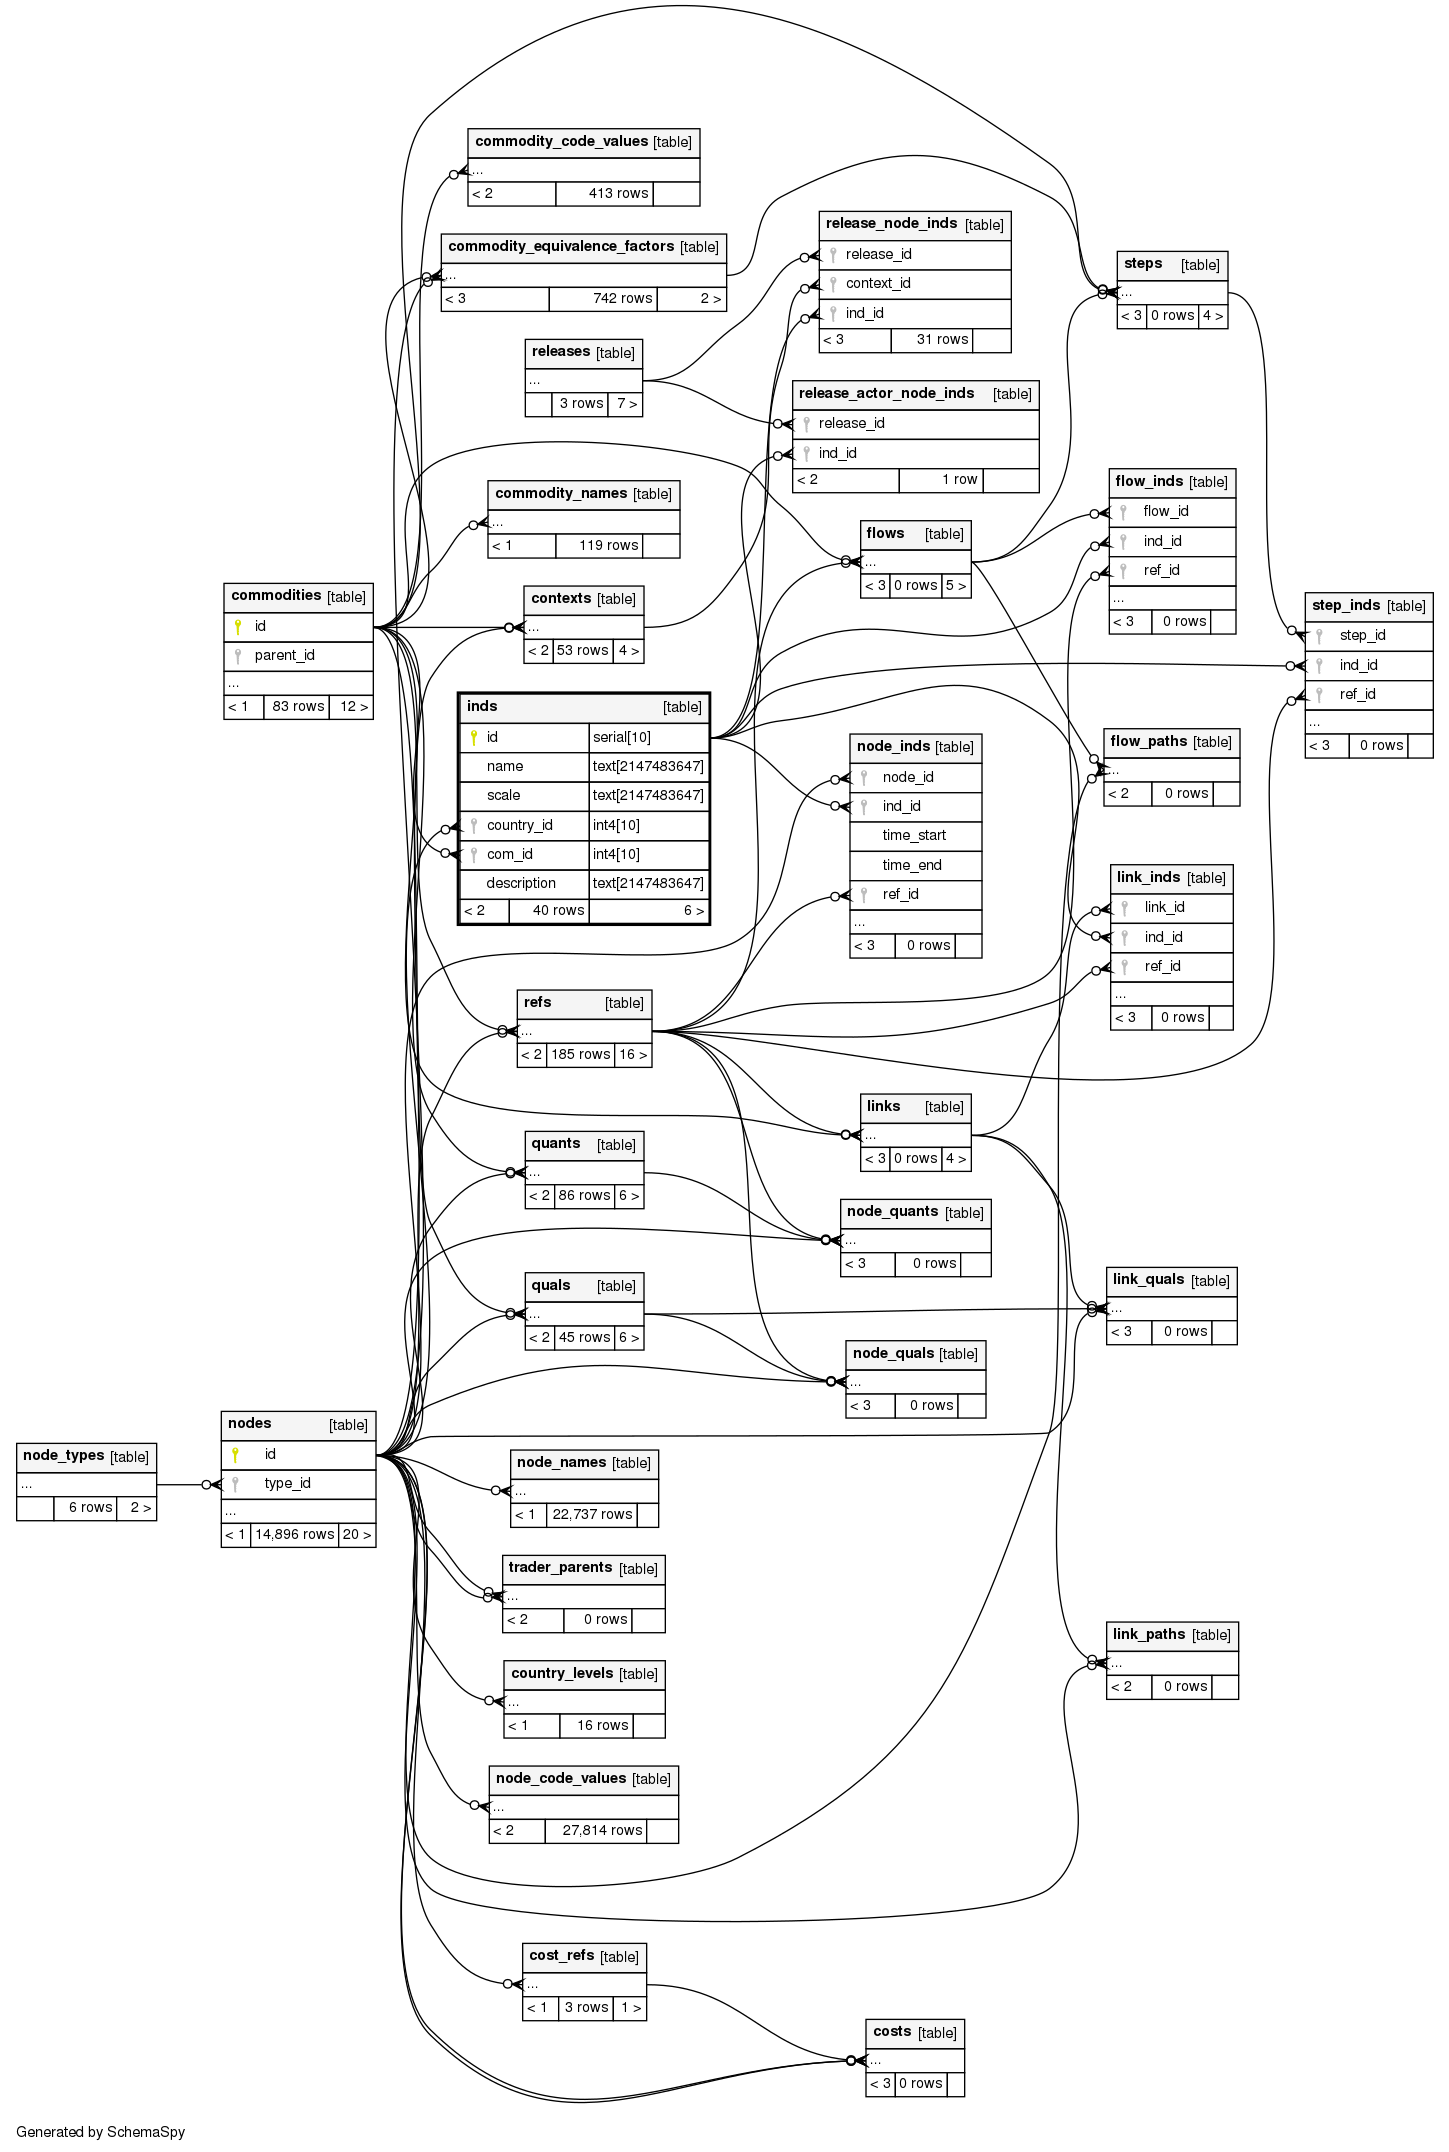 commodity_code_values [table]
...
< 2 413 rows
commodity_equivalence_factors [table]
...
< 3 742 rows 2 >
releases [table]
...
3 rows 7 >
commodity_names [table]
...
< 1 119 rows
commodities [table]
id
parent_id
...
< 1 83 rows 12 >
contexts [table]
...
< 2 53 rows 4 >
inds [table]
id serial[10]
name text[2147483647]
scale text[2147483647]
country_id int4[10]
com_id int4[10]
description text[2147483647]
< 2 40 rows 6 >
refs [table]
...
< 2 185 rows 16 >
quants [table]
...
< 2 86 rows 6 >
quals [table]
...
< 2 45 rows 6 >
node_types [table]
...
6 rows 2 >
nodes [table]
id
type_id
...
< 1 14,896 rows 20 >
node_names [table]
...
< 1 22,737 rows
trader_parents [table]
...
< 2 0 rows
country_levels [table]
...
< 1 16 rows
node_code_values [table]
...
< 2 27,814 rows
cost_refs [table]
...
< 1 3 rows 1 >
release_node_inds [table]
release_id
context_id
ind_id
< 3 31 rows
release_actor_node_inds [table]
release_id
ind_id
< 2 1 row
flows [table]
...
< 3 0 rows 5 >
node_inds [table]
node_id
ind_id
time_start
time_end
ref_id
...
< 3 0 rows
links [table]
...
< 3 0 rows 4 >
node_quants [table]
...
< 3 0 rows
node_quals [table]
...
< 3 0 rows
costs [table]
...
< 3 0 rows
steps [table]
...
< 3 0 rows 4 >
flow_inds [table]
flow_id
ind_id
ref_id
...
< 3 0 rows
flow_paths [table]
...
< 2 0 rows
link_inds [table]
link_id
ind_id
ref_id
...
< 3 0 rows
link_quals [table]
...
< 3 0 rows
link_paths [table]
...
< 2 0 rows
step_inds [table]
step_id
ind_id
ref_id
...
< 3 0 rows
Generated by SchemaSpy